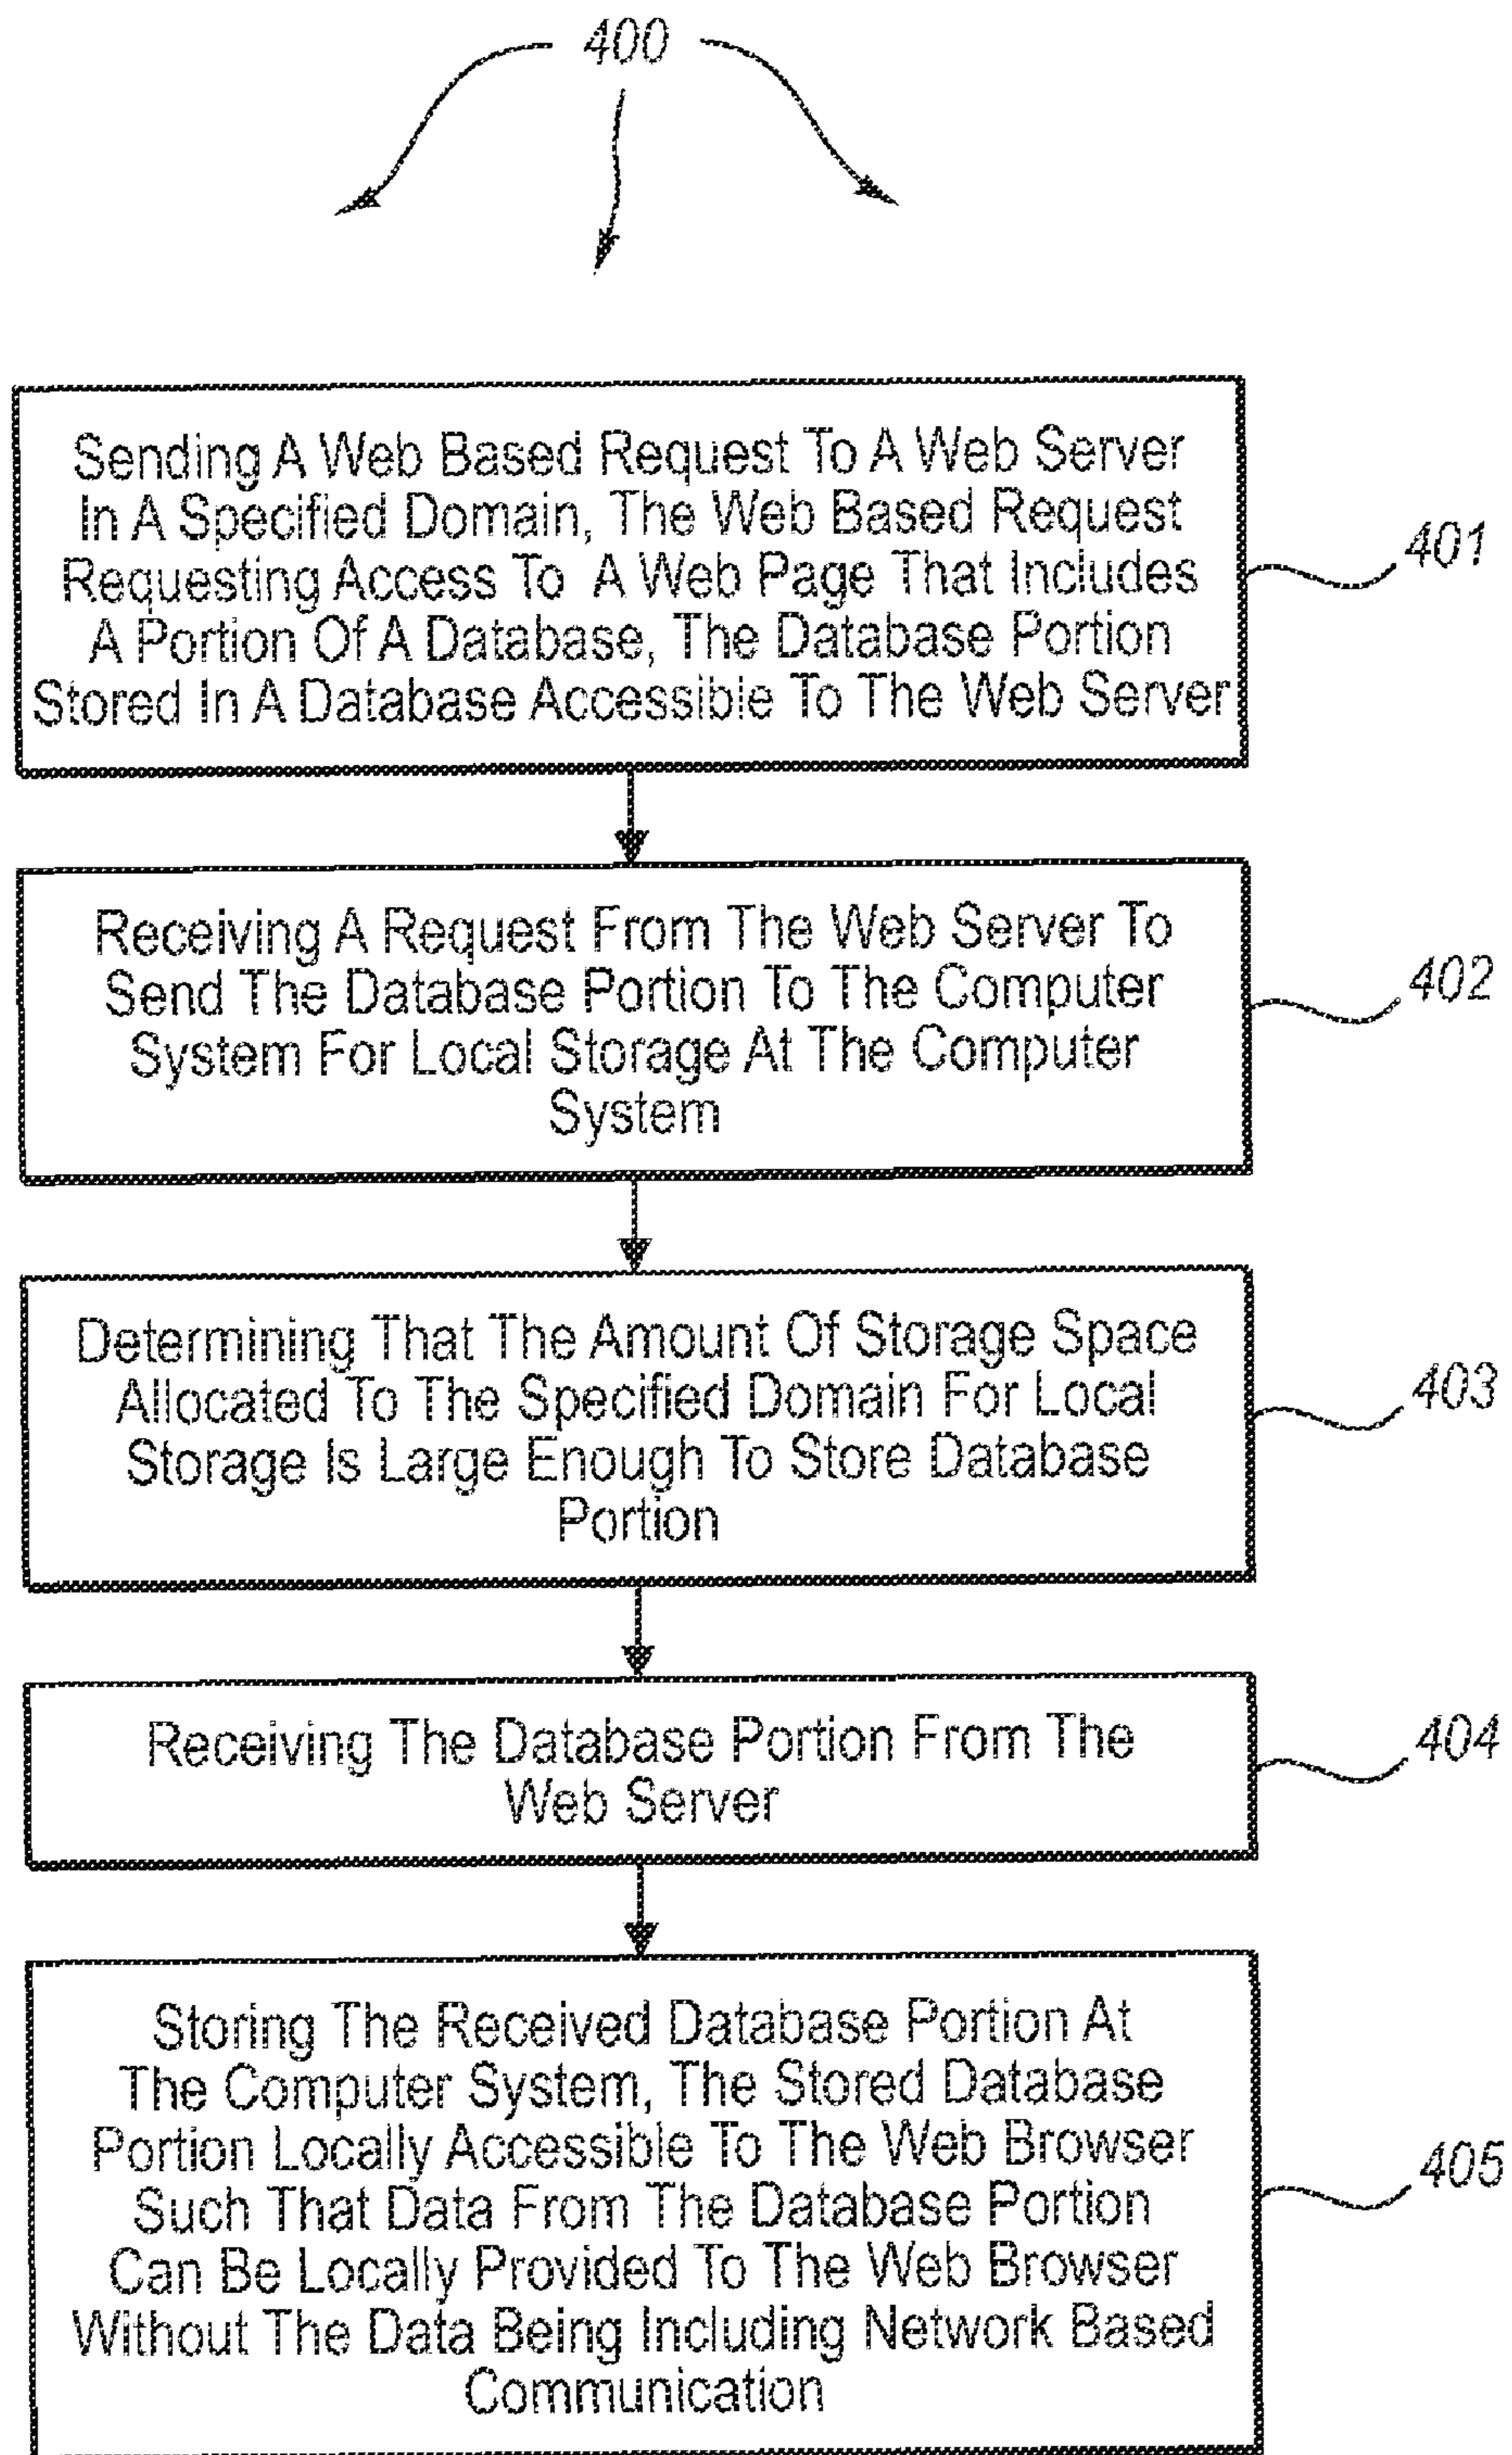 400
Sending A Web Based Request To A Web Server
In A Specified Domain, The Web Based Request
Requesting Access To A Web Page That Includes
A Portion Of A Database, The Database Portion
Stored In A Database Accessible To The Web Server
401
Receiving A Request From The Web Server To
Send The Database Portion To The Computer
System For Local Storage At The Computer
System
402
Determining That The Amount Of Storage Space
Allocated To The Specified Domain For Local
Storage Is Large Enough To Store Database
Portion
403
Receiving The Database Portion From The
Web Server
404
Storing The Received Database Portion At
The Computer System, The Stored Database
Portion Locally Accessible To The Web Browser
Such That Data From The Database Portion
Can Be Locally Provided To The Web Browser
Without The Data Being Including Network Based
Communication
405